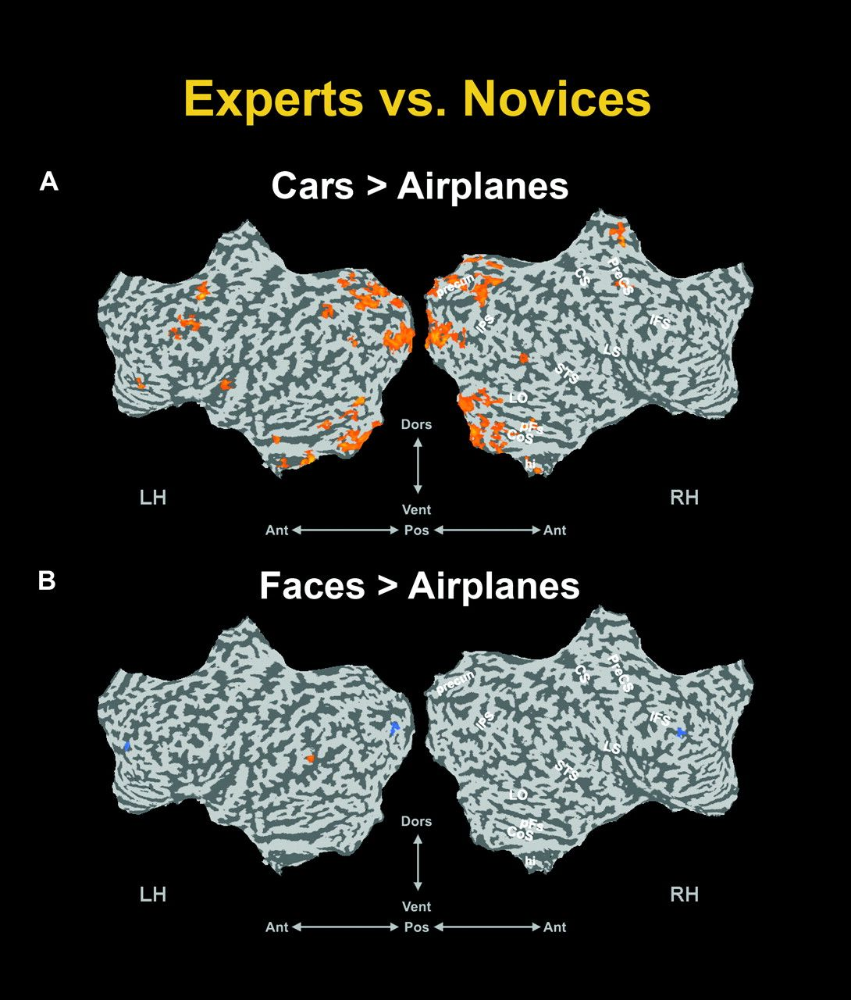 Experts vs. Novices
A
Cars > Airplanes
precun
CS
PreCS
IPS
IFS
LS
STS
LO
pFs
CoS
hi
Dors
Vent
LH
RH
Ant
Pos
Ant
B
Faces > Airplanes
precun
CS
PreCS
IPS
IFS
LS
STS
LO
pFs
CoS
hi
Dors
Vent
LH
RH
Ant
Pos
Ant